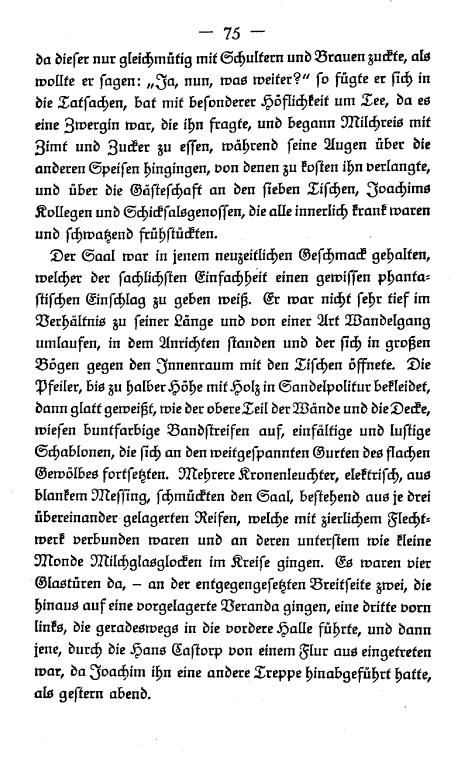 — 75 —
da dieser nur gleichmütig mit Schultern und Brauen zuckte, als
wollte er sagen: „Ja, nun, was weiter?“ so fügte er sich in
die Tatsachen, bat mit besonderer Höflichkeit um Tee, da es
eine Zwergin war, die ihn fragte, und begann Milchreis mit
Zimt und Zucker zu essen, während seine Augen über die
anderen Speisen hingingen, von denen zu kosten ihn verlangte,
und über die Gästeschaft an den sieben Tischen, Joachims
Kollegen und Schicksalsgenossen, die alle innerlich krank waren
und schwatzend frühstückten.
Der Saal war in jenem neuzeitlichen Geschmack gehalten,
welcher der sachlichsten Einfachheit einen gewissen phanta-
stischen Einschlag zu geben weiß. Er war nicht sehr tief im
Verhältnis zu seiner Länge und von einer Art Wandelgang
umlaufen, in dem Anrichten standen und der sich in großen
Bögen gegen den Innenraum mit den Tischen öffnete. Die
Pfeiler, bis zu halber Höhe mit Holz in Sandelpolitur bekleidet,
dann glatt geweißt, wie der obere Teil der Wände und die Decke,
wiesen buntfarbige Bandstreifen auf, einfältige und lustige
Schablonen, die sich an den weitgespannten Gurten des flachen
Gewölbes fortsetzten. Mehrere Kronenleuchter, elektrisch, aus
blankem Messing, schmückten den Saal, bestehend aus je drei
übereinander gelagerten Reifen, welche mit zierlichem Flecht-
werk verbunden waren und an deren unterstem wie kleine
Monde Milchglasglocken im Kreise gingen. Es waren vier
Glastüren da, – an der entgegengesetzten Breitseite zwei, die
hinaus auf eine vorgelagerte Veranda gingen, eine dritte vorn
links, die geradeswegs in die vordere Halle führte, und dann
jene, durch die Hans Castorp von einem Flur aus eingetreten
war, da Joachim ihn eine andere Treppe hinabgeführt hatte,
als gestern abend.